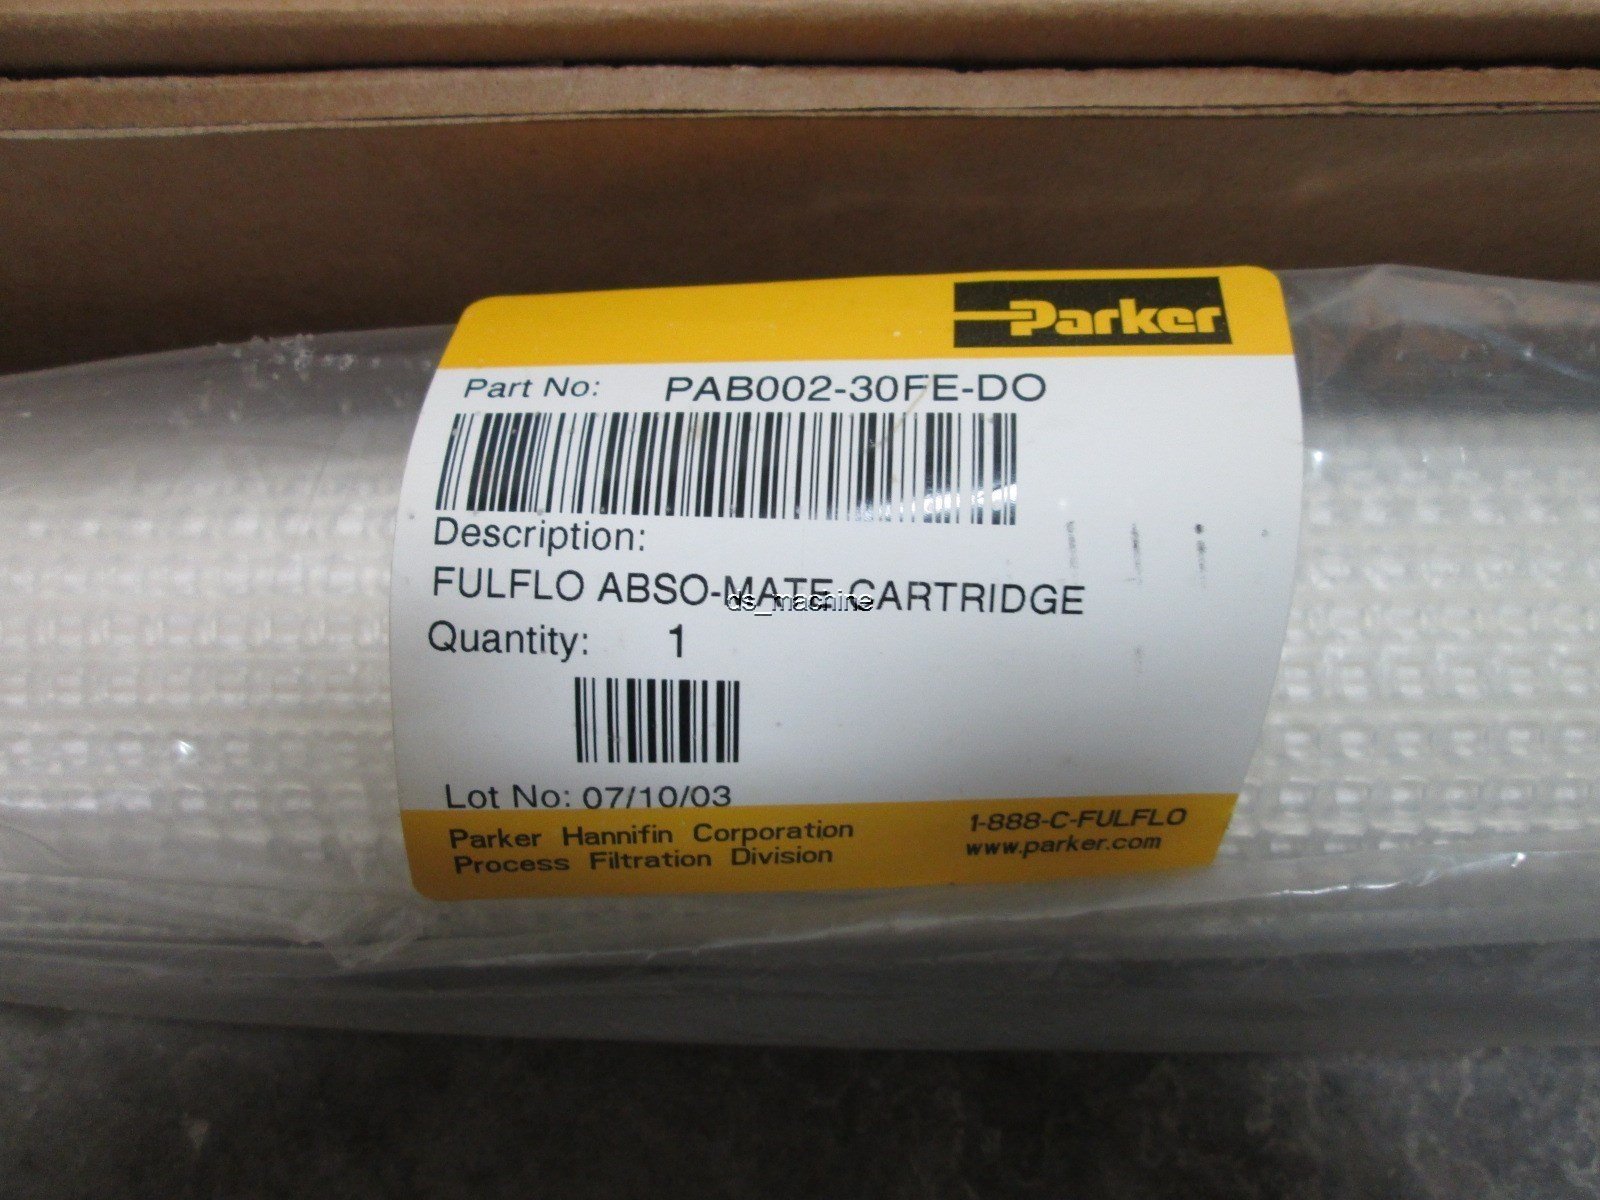 Parker
Part No: PAB002-30FE-DO
Description:
FULFLO ABSO-MATE CARTRIDGE
ds_machine
Quantity: 1
Lot No: 07/10/03
Parker Hannifin Corporation
Process Filtration Division
1-888-C-FULFLO
www.parker.com